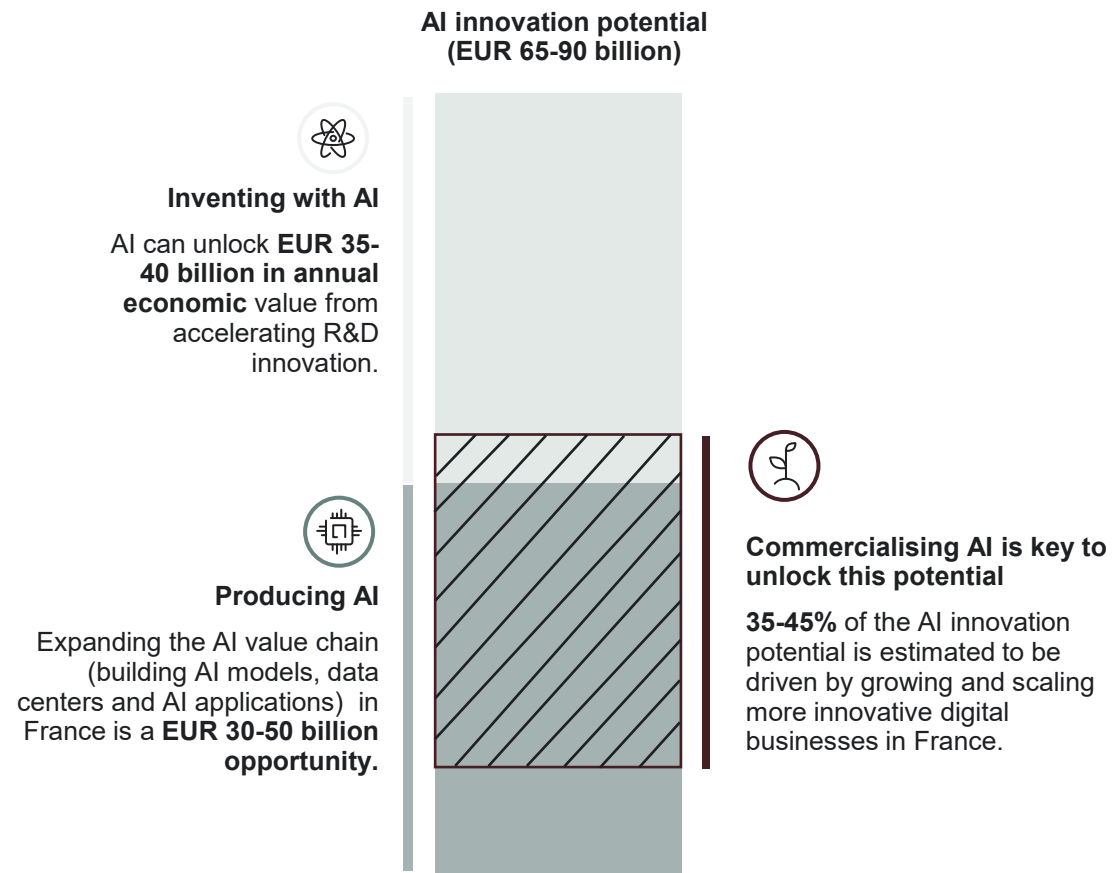 AI innovation potential
(EUR 65-90 billion)
Inventing with AI
AI can unlock EUR 35-
40 billion in annual
economic value from
accelerating R&D
innovation.
Producing AI
Expanding the AI value chain
(building AI models, data
centers and AI applications)  in
France is a EUR 30-50 billion
opportunity.
Commercialising AI is key to
unlock this potential
35-45% of the AI innovation
potential is estimated to be
driven by growing and scaling
more innovative digital
businesses in France.